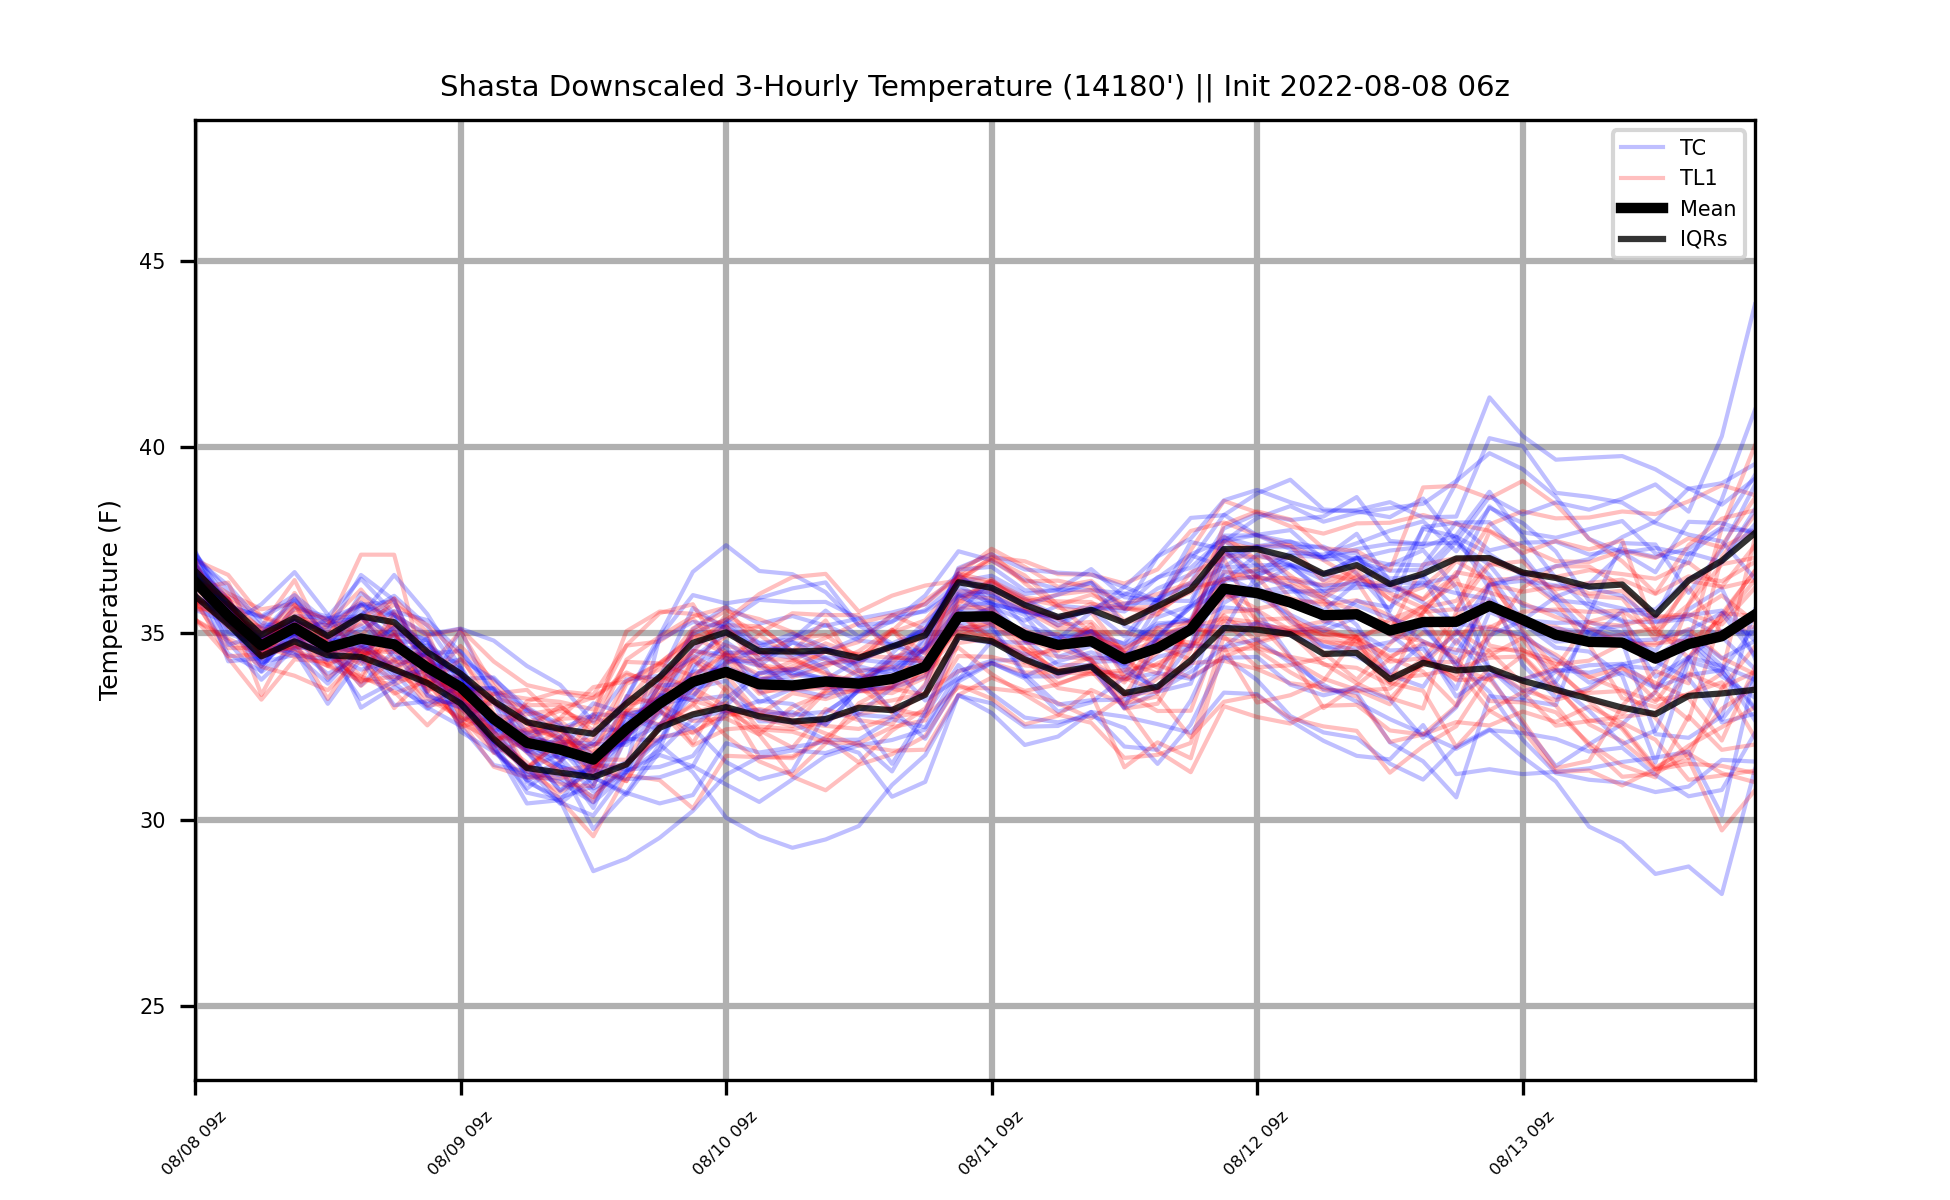 Shasta Downscaled 3-Hourly Temperature (14180') || Init 2022-08-08 06z
TC
TL1
Mean
IQRs
Temperature (F)
45
40
35
30
25
08/08 09z
08/09 09z
08/10 09z
08/11 09z
08/12 09z
08/13 09z